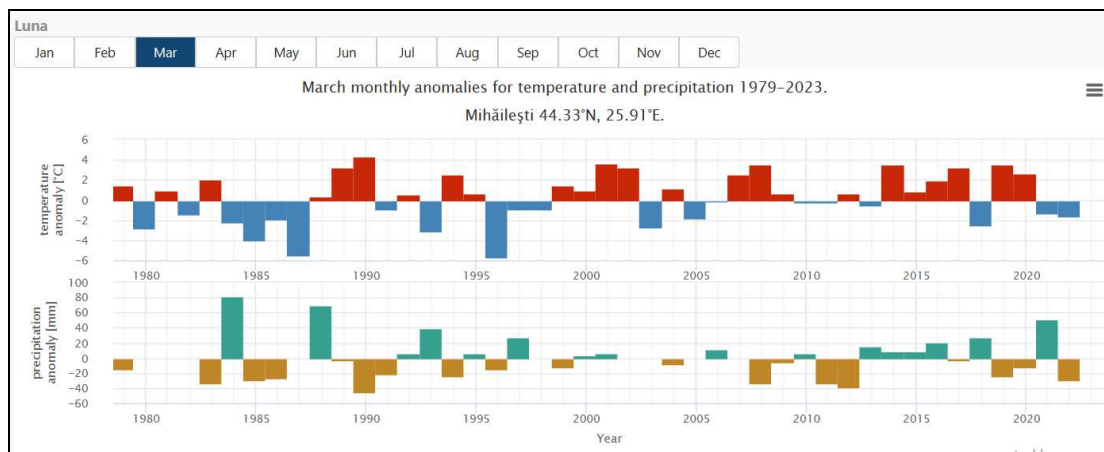 Luna
Jan Feb Mar Apr May Jun Jul Aug Sep Oct Nov Dec
March monthly anomalies for temperature and precipitation 1979–2023.
Mihăileşti 44.33°N, 25.91°E.
temperature
anomaly [°C]
6
4
2
0
-2
-4
-6
1980 1985 1990 1995 2000 2005 2010 2015 2020
precipitation
anomaly [mm]
100
80
60
40
20
0
-20
-40
-60
1980 1985 1990 1995 2000 2005 2010 2015 2020
Year